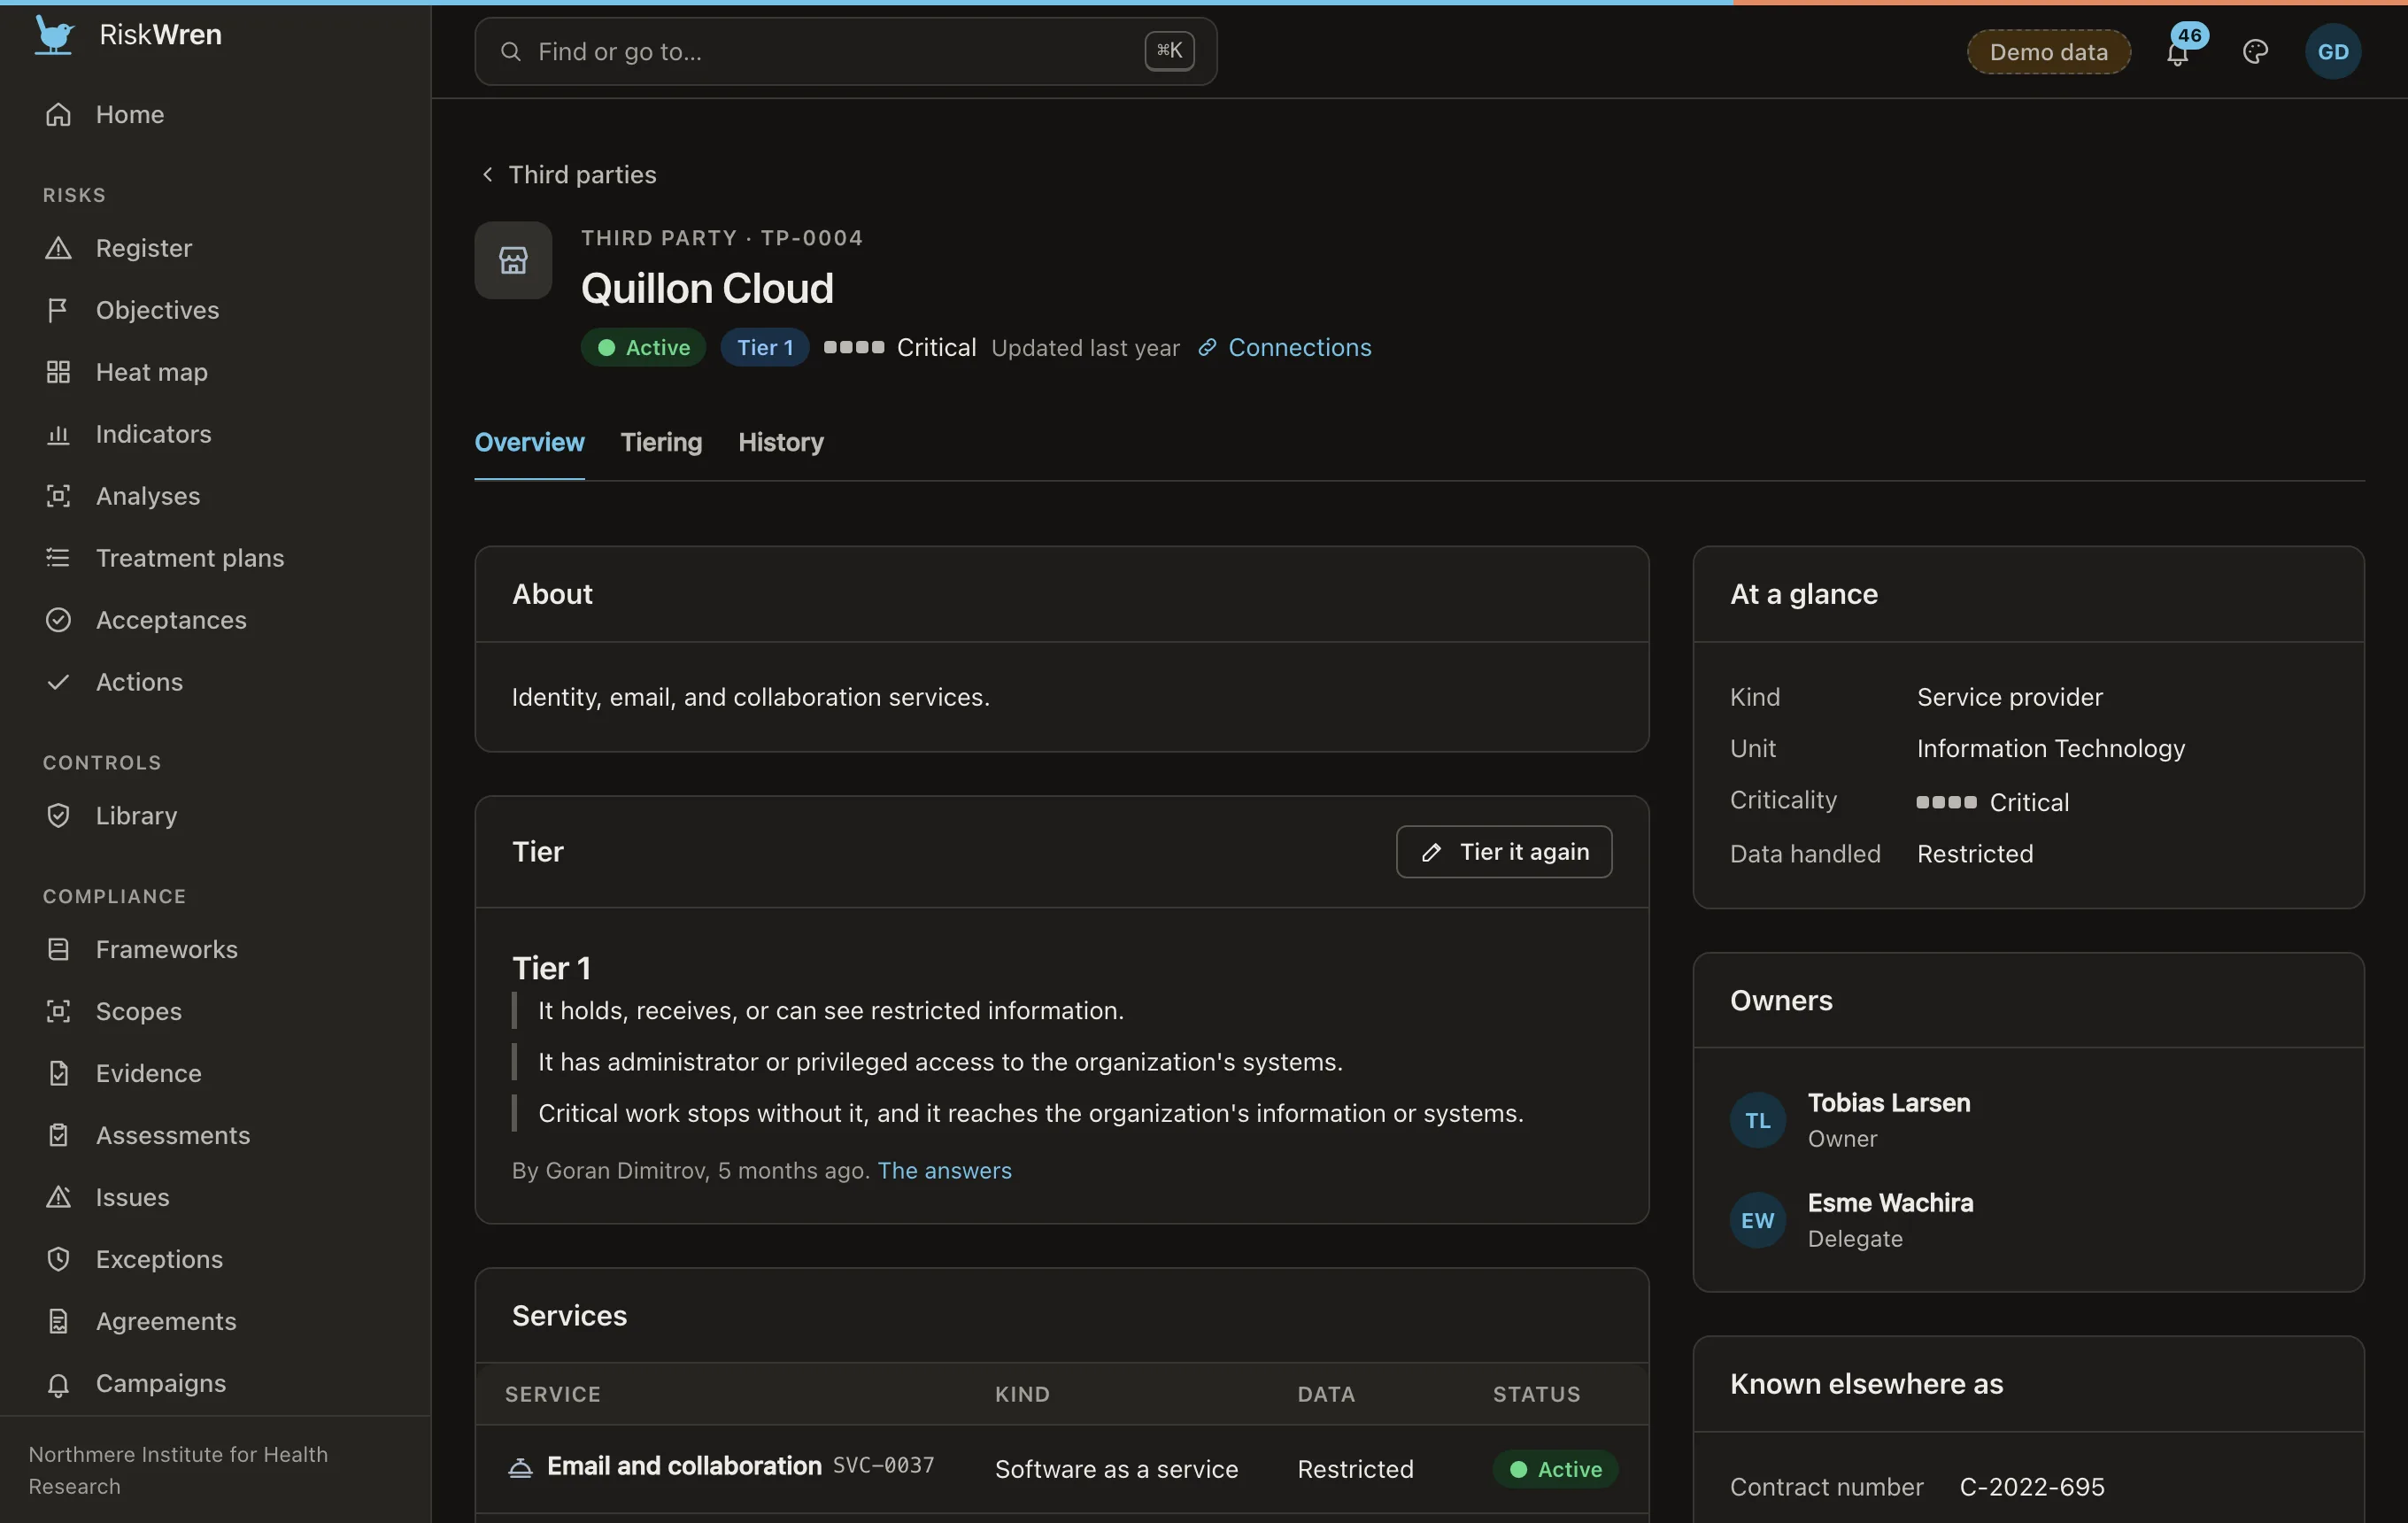 RiskWren
Find or go to...
⌘K
Demo data
46
GD
Home
RISKS
Register
Objectives
Heat map
Indicators
Analyses
Treatment plans
Acceptances
Actions
CONTROLS
Library
COMPLIANCE
Frameworks
Scopes
Evidence
Assessments
Issues
Exceptions
Agreements
Campaigns
Northmere Institute for Health
Research
Third parties
THIRD PARTY · TP-0004
Quillon Cloud
Active
Tier 1
Critical
Updated last year
Connections
Overview
Tiering
History
About
Identity, email, and collaboration services.
Tier
Tier it again
Tier 1
It holds, receives, or can see restricted information.
It has administrator or privileged access to the organization's systems.
Critical work stops without it, and it reaches the organization's information or systems.
By Goran Dimitrov, 5 months ago. The answers
Services
SERVICE KIND DATA STATUS
Email and collaboration SVC-0037 Software as a service Restricted Active
At a glance
Kind Service provider
Unit Information Technology
Criticality Critical
Data handled Restricted
Owners
TL
Tobias Larsen
Owner
EW
Esme Wachira
Delegate
Known elsewhere as
Contract number C-2022-695